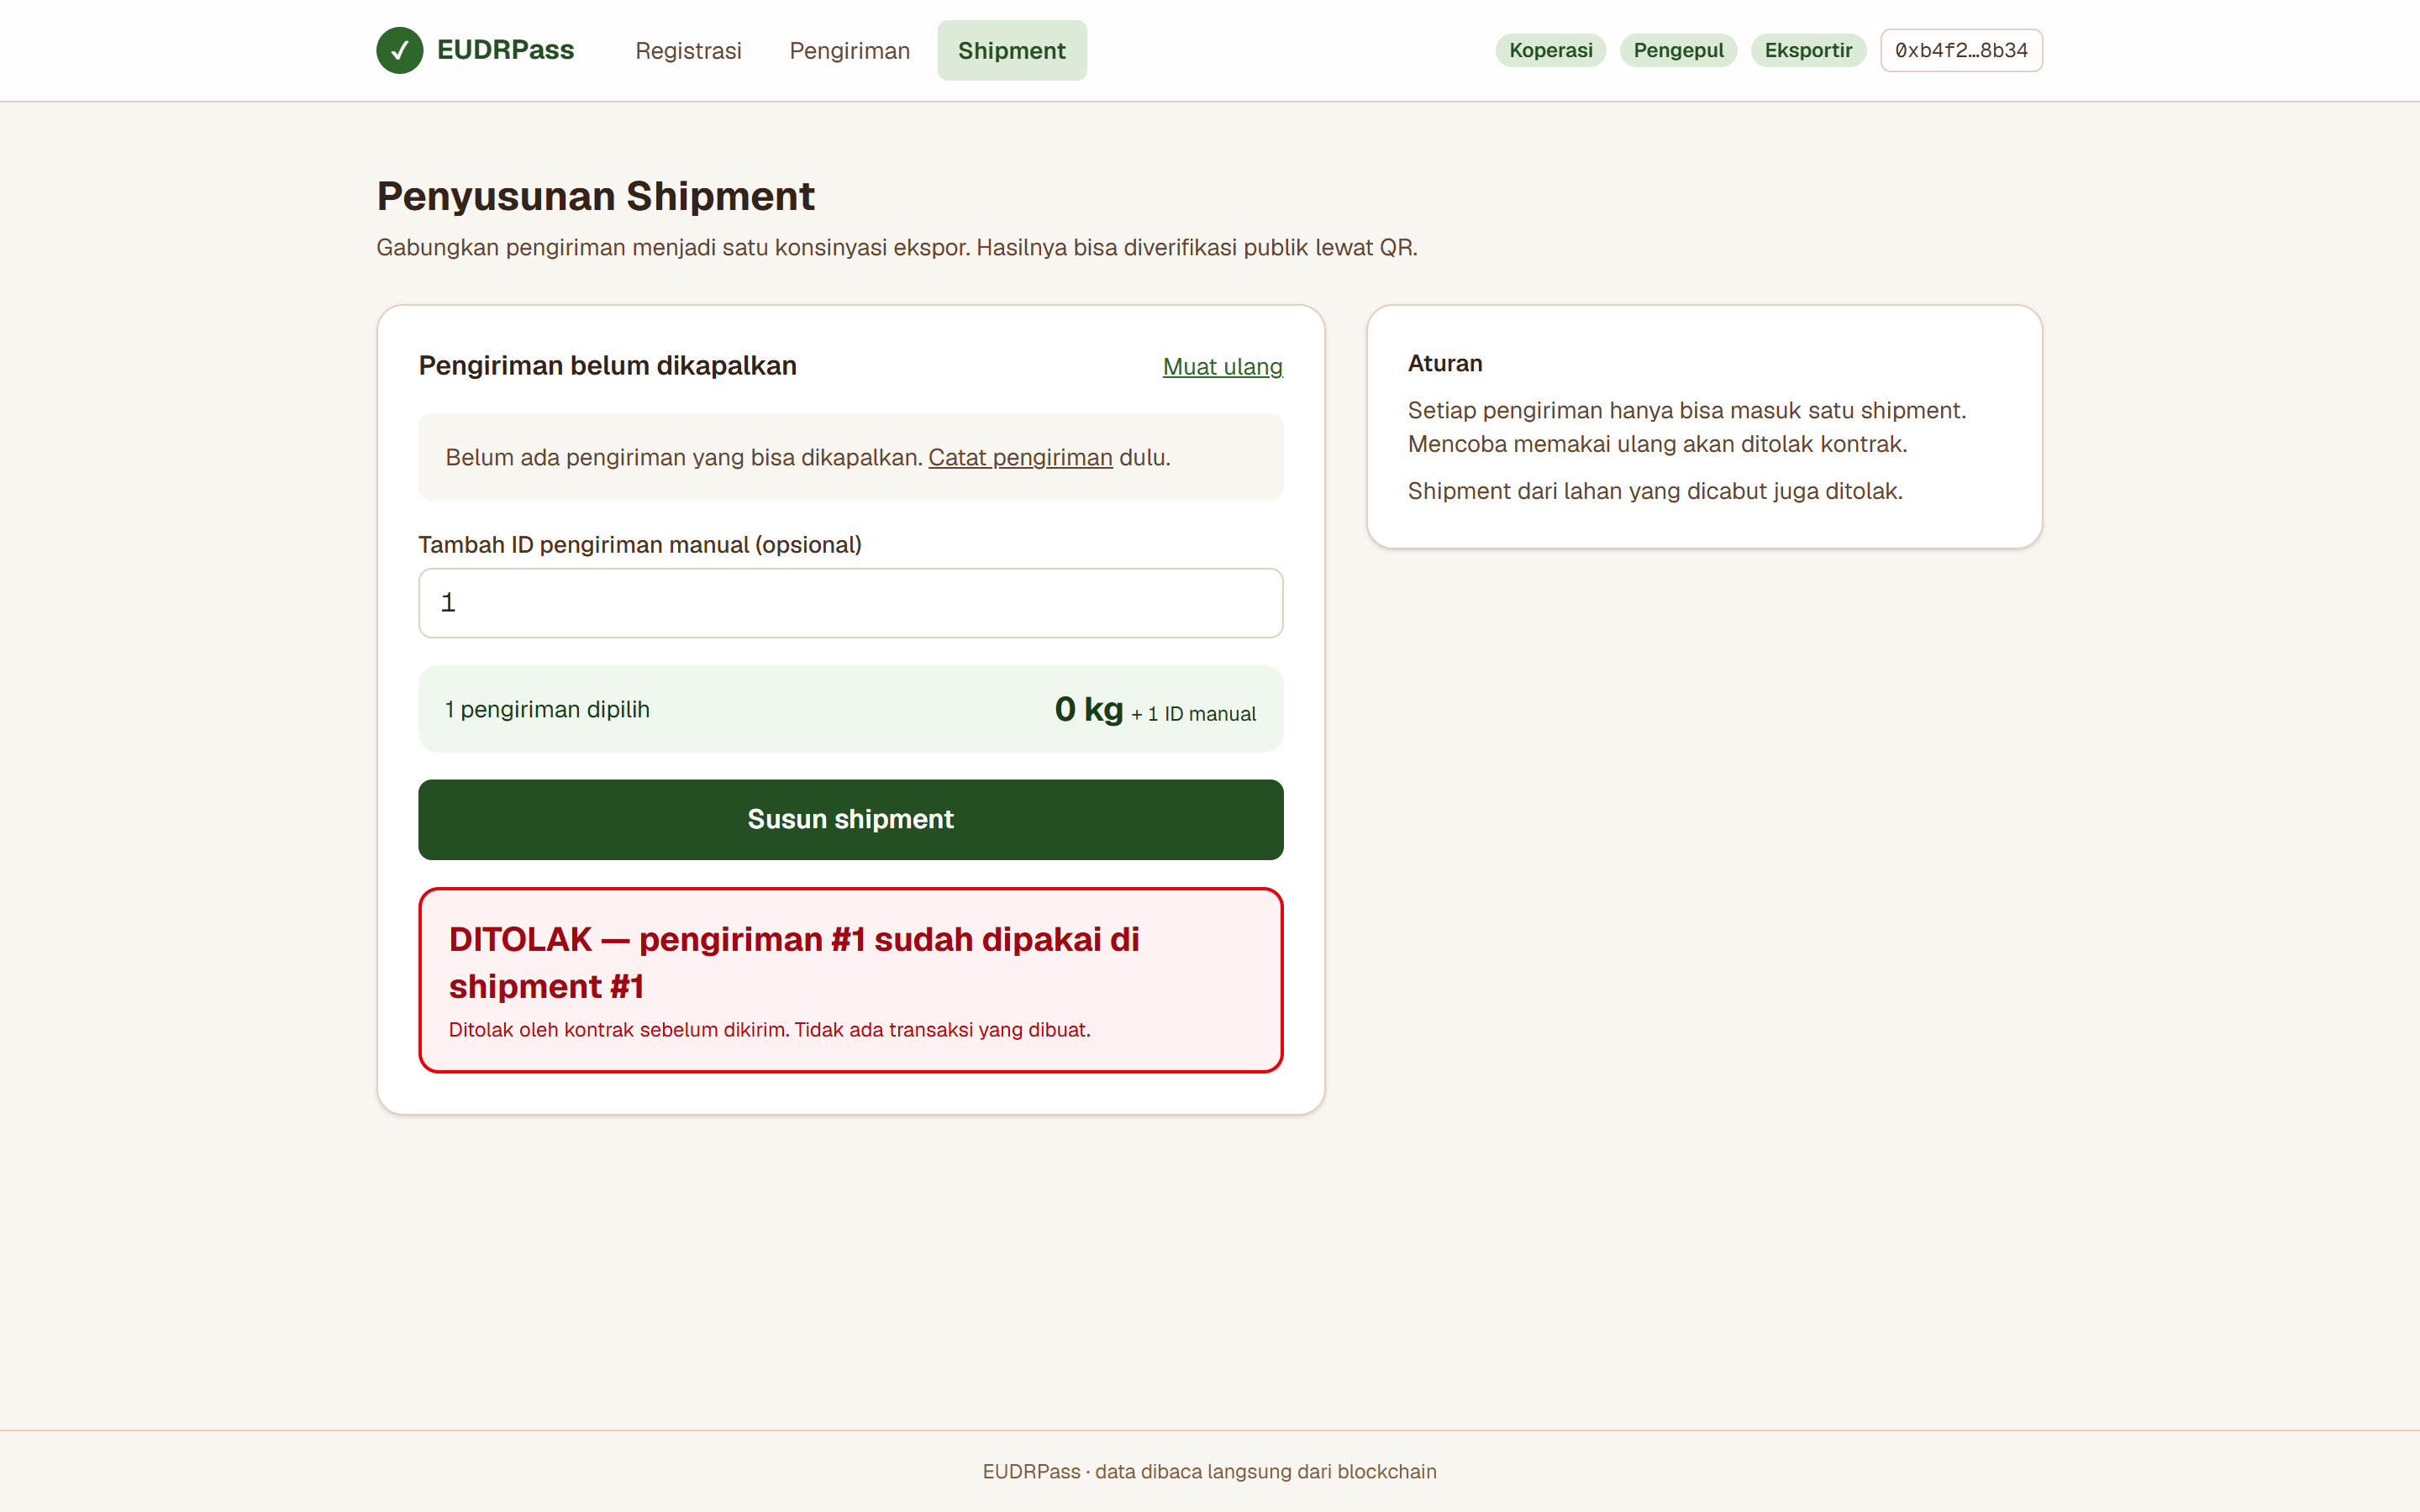 EUDRPass
Registrasi
Pengiriman
Shipment
Koperasi
Pengepul
Eksportir
0xb4f2…8b34
Penyusunan Shipment
Gabungkan pengiriman menjadi satu konsinyasi ekspor. Hasilnya bisa diverifikasi publik lewat QR.
Pengiriman belum dikapalkan
Muat ulang
Belum ada pengiriman yang bisa dikapalkan. Catat pengiriman dulu.
Tambah ID pengiriman manual (opsional)
1
1 pengiriman dipilih
0 kg + 1 ID manual
Susun shipment
DITOLAK — pengiriman #1 sudah dipakai di
shipment #1
Ditolak oleh kontrak sebelum dikirim. Tidak ada transaksi yang dibuat.
Aturan
Setiap pengiriman hanya bisa masuk satu shipment.
Mencoba memakai ulang akan ditolak kontrak.
Shipment dari lahan yang dicabut juga ditolak.
EUDRPass · data dibaca langsung dari blockchain